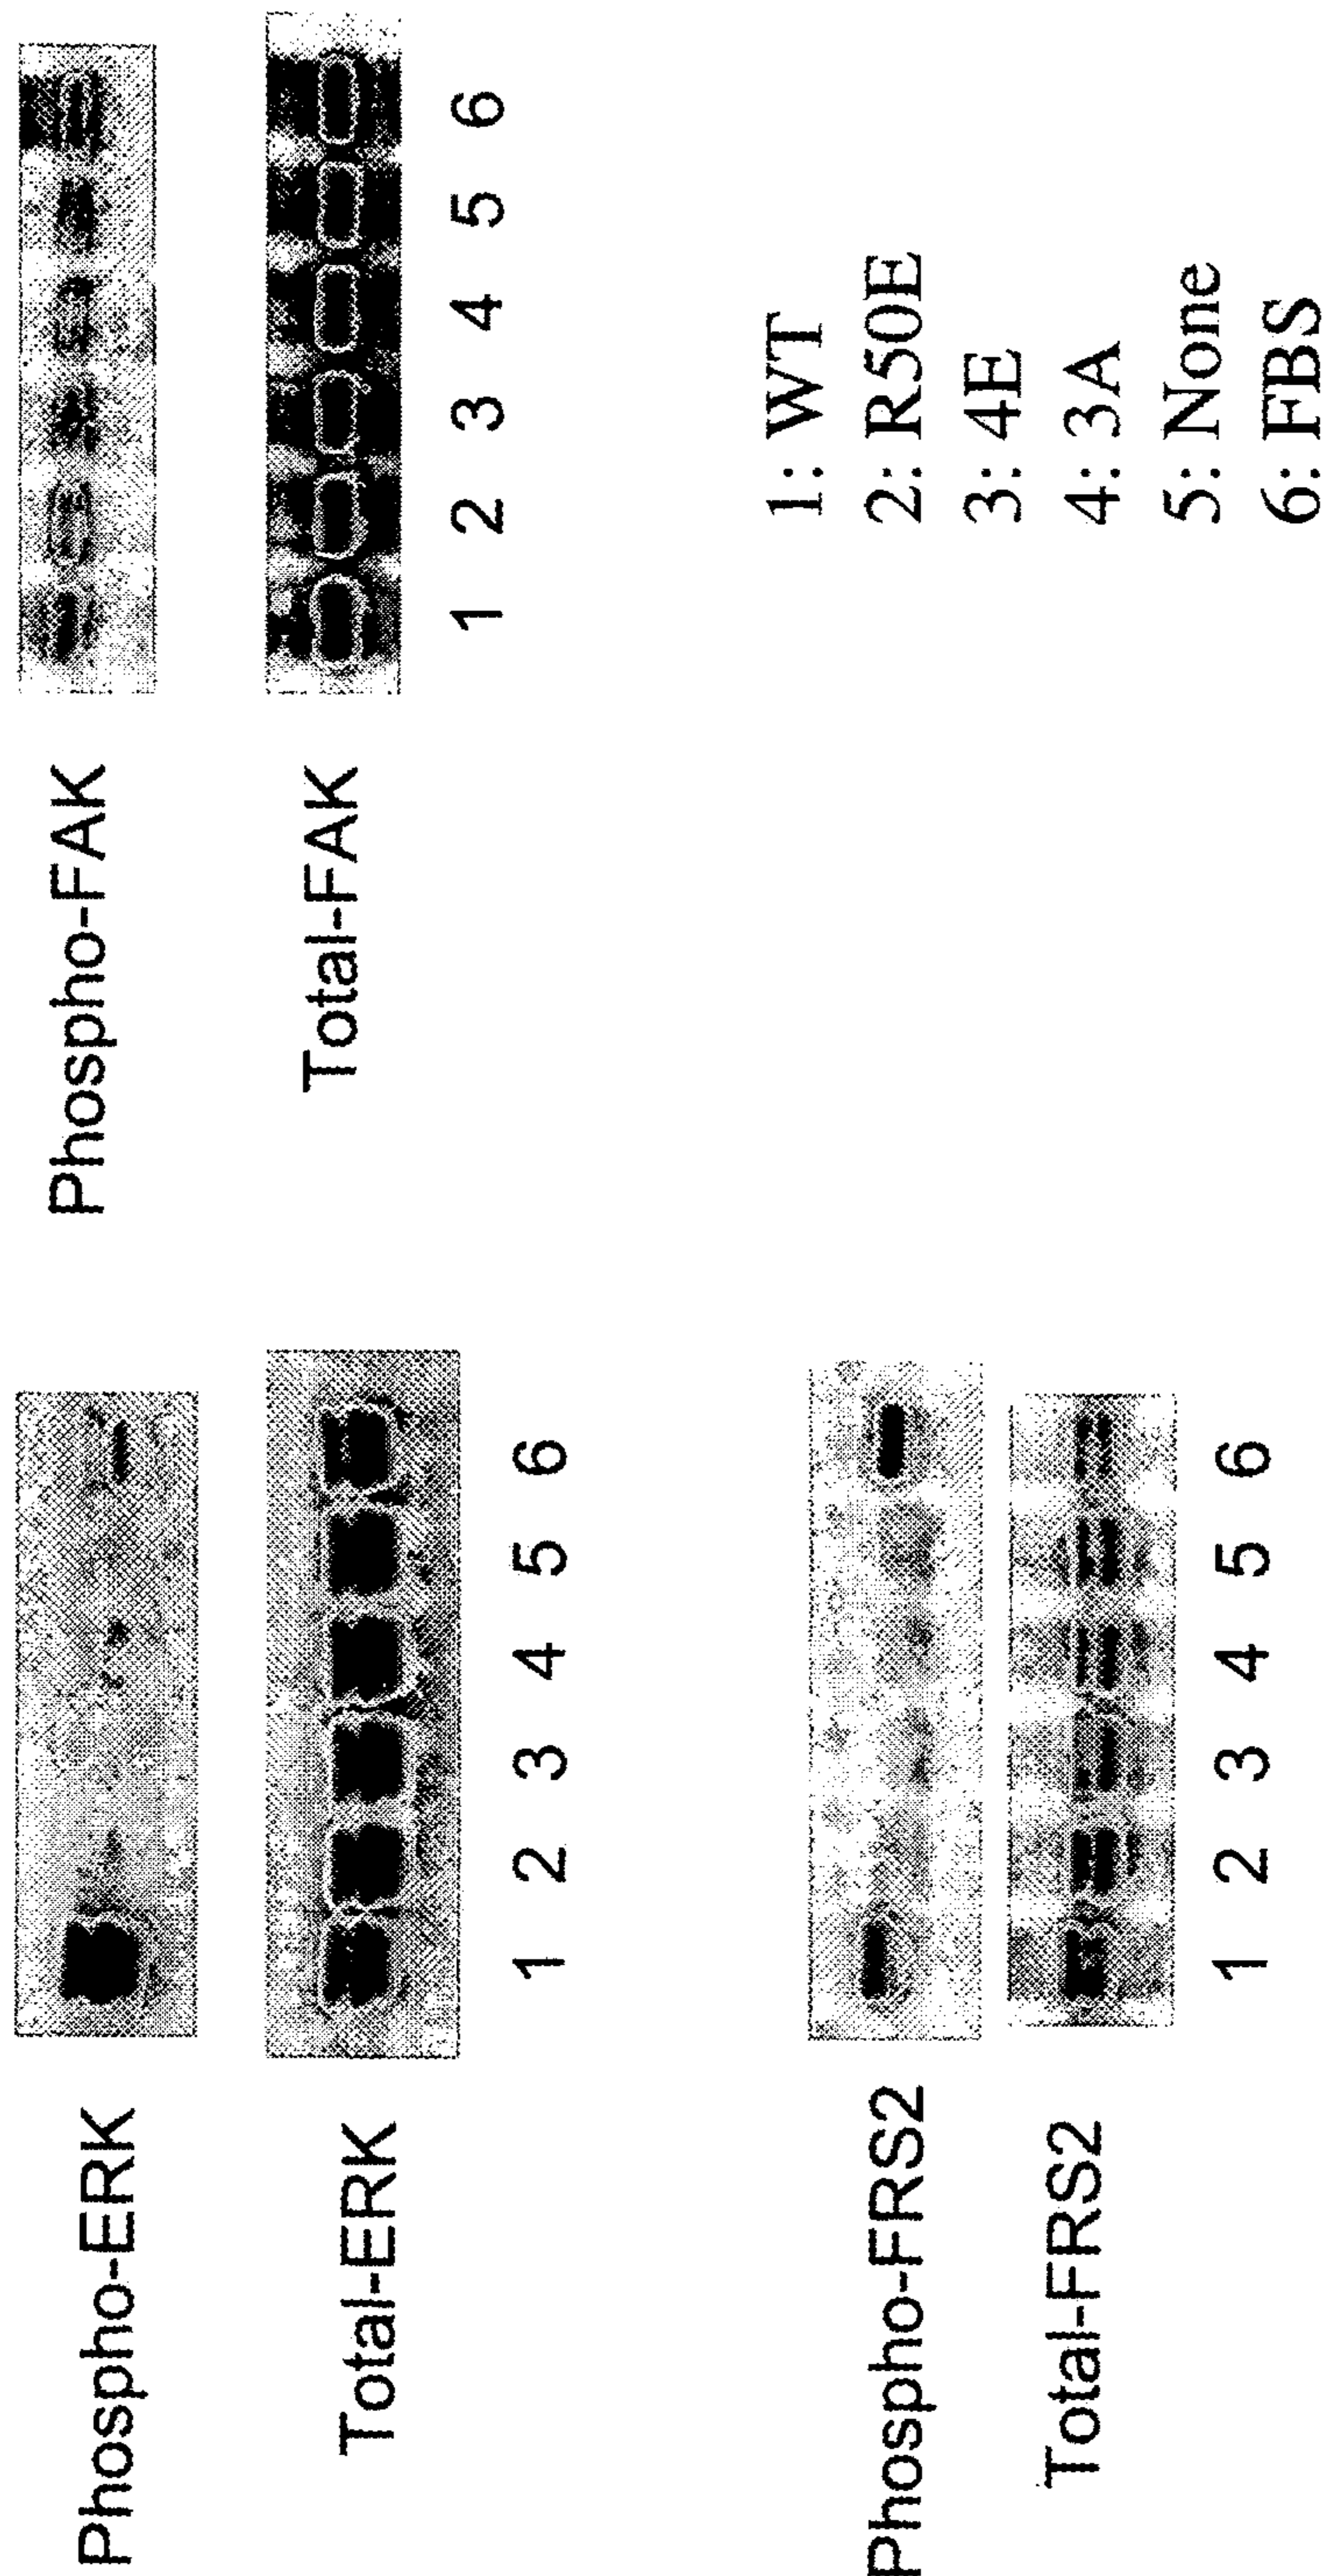 Phospho-ERK
Total-ERK
1 2 3 4 5 6
Phospho-FAK
Total-FAK
1 2 3 4 5 6
Phospho-FRS2
Total-FRS2
1 2 3 4 5 6
1: WT
2: R50E
3: 4E
4: 3A
5: None
6: FBS